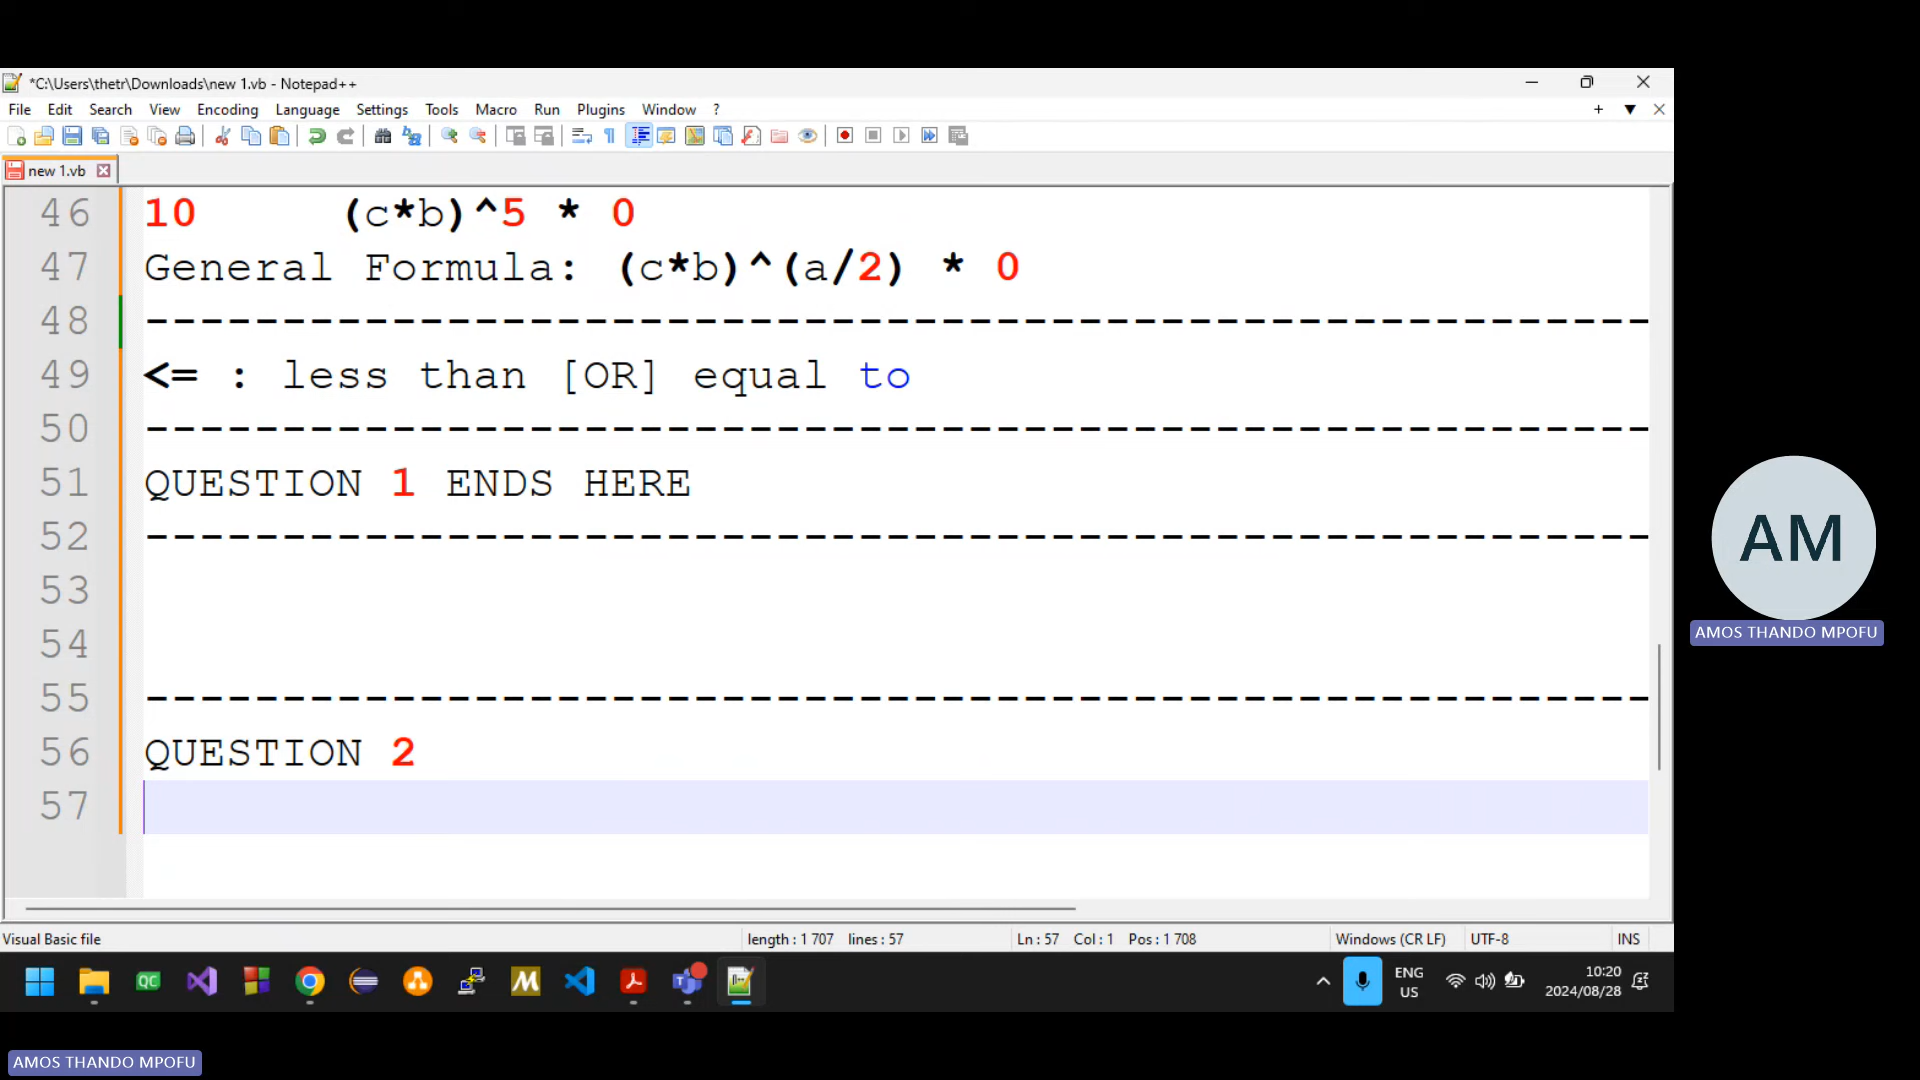 *C:\Users\thetr\Downloads\new 1.vb - Notepad++
File Edit Search View Encoding Language Settings Tools Macro Run Plugins Window ?
new 1.vb
46 10 (c*b)^5 * 0
47 General Formula: (c*b)^(a/2) * 0
48 -------------------------------------------------------
49 <= : less than [OR] equal to
50 -------------------------------------------------------
51 QUESTION 1 ENDS HERE
52 -------------------------------------------------------
53
54
55 -------------------------------------------------------
56 QUESTION 2
57
AM
AMOS THANDO MPOFU
Visual Basic file length : 1 707 lines : 57 Ln : 57 Col : 1 Pos : 1 708 Windows (CR LF) UTF-8 INS
QC
ENG
US
10:20
2024/08/28
AMOS THANDO MPOFU